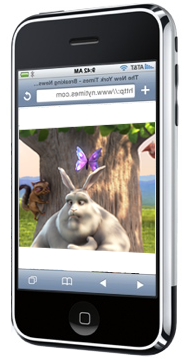 AT&T 9:42 AM
The New York Times – Breaking News...
http://www.nytimes.com